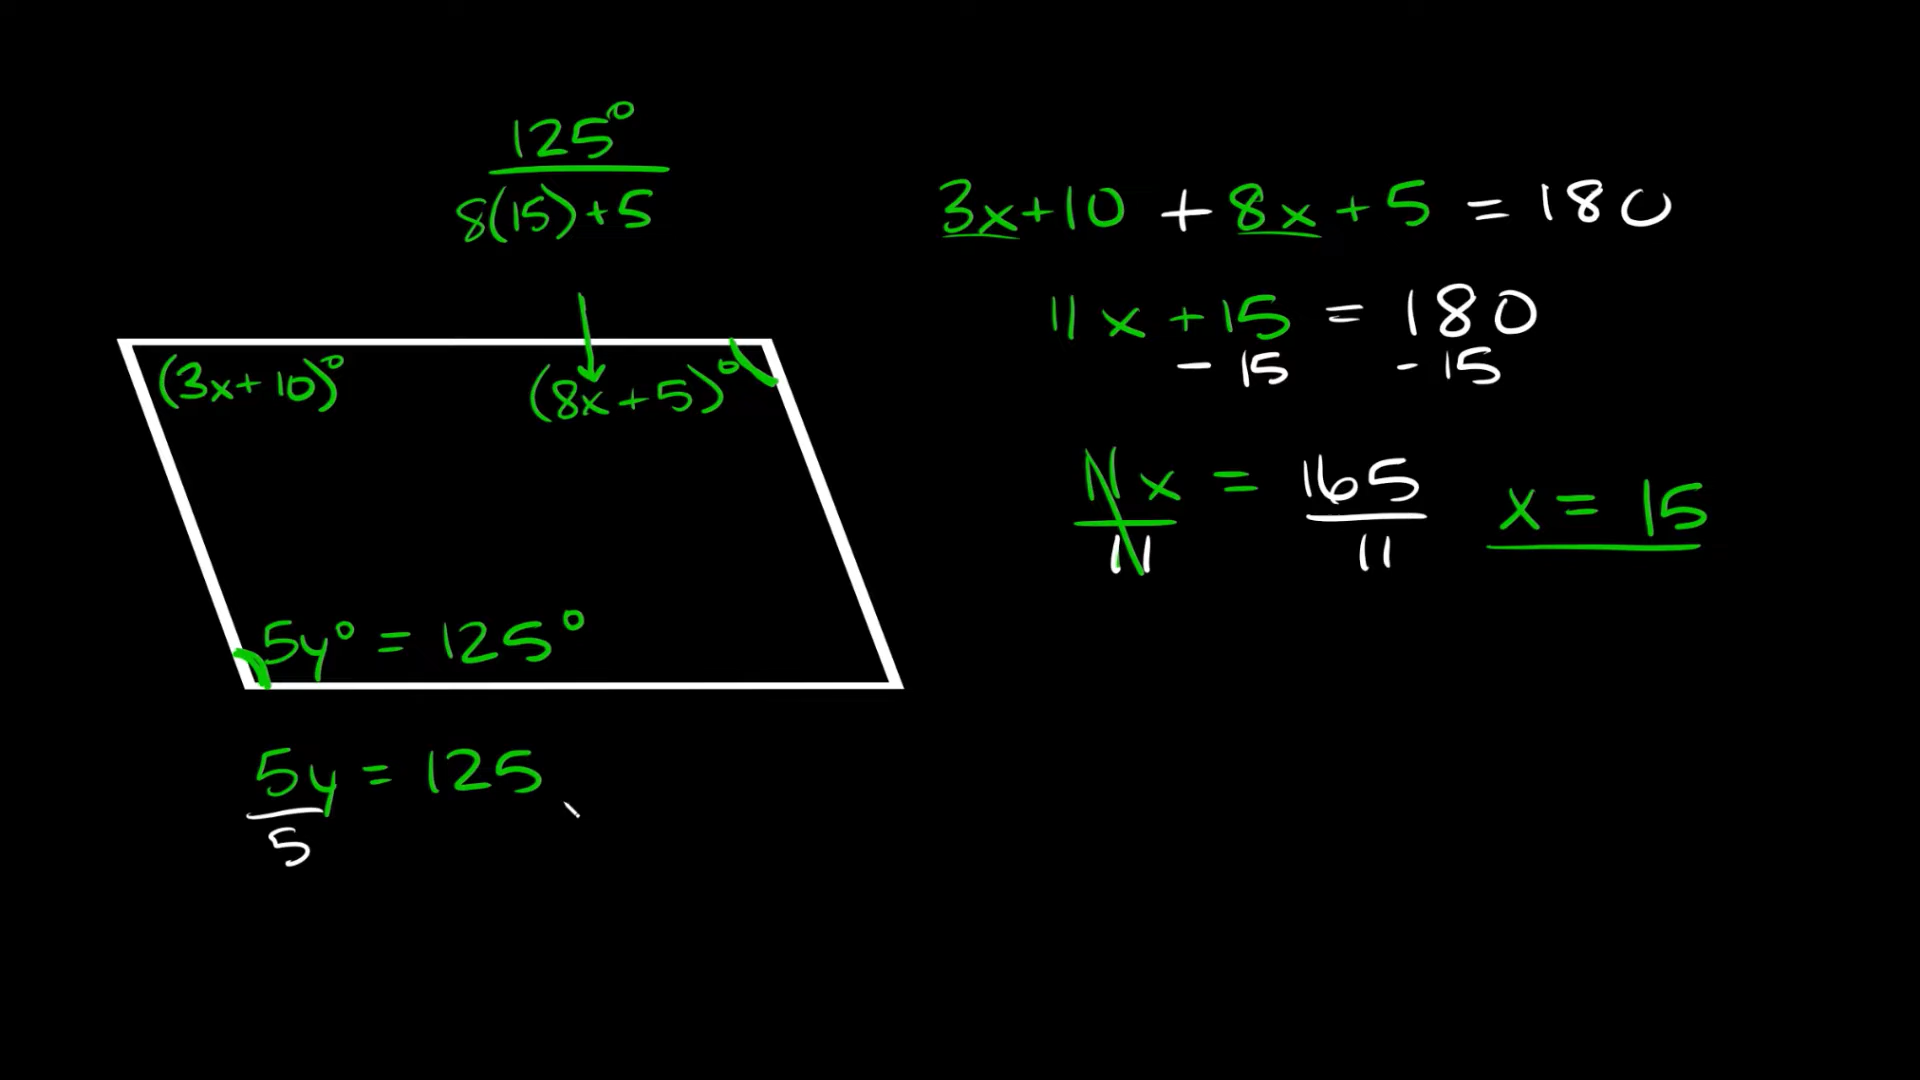 125°
8(15)+5
(3x+10)°
(8x+5)°
5y° = 125°
5y = 125
5
3x+10 + 8x+5 = 180
11x+15 = 180
-15 -15
11x = 165
11 11
x = 15